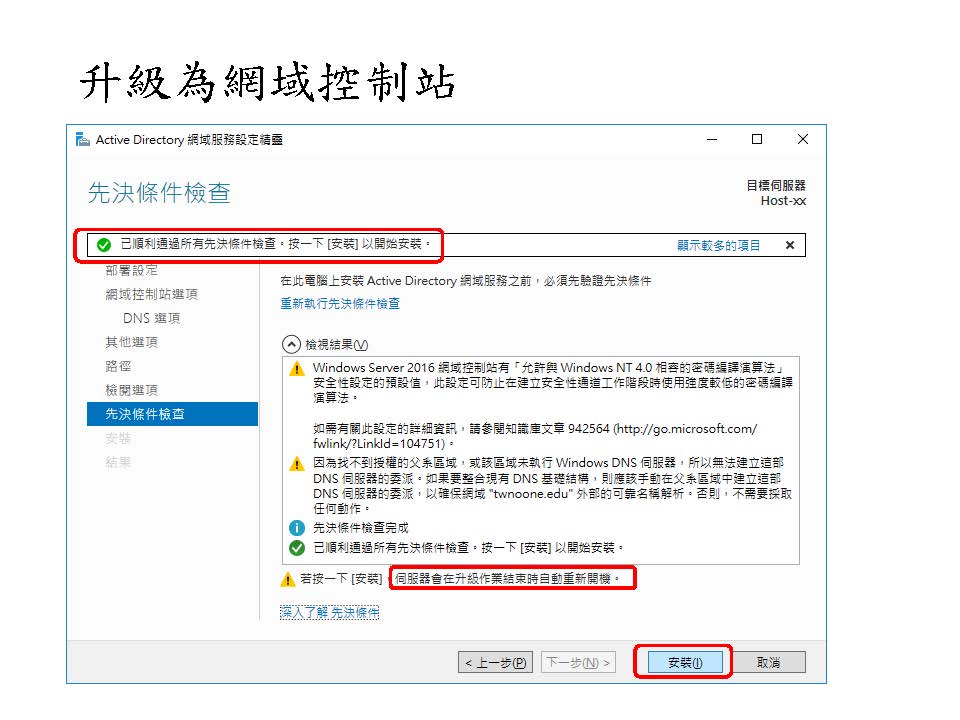 升級為網域控制站
Active Directory 網域服務設定精靈
先決條件檢查
目標伺服器
Host-xx
已順利通過所有先決條件檢查。按一下 [安裝] 以開始安裝。
顯示較多的項目
部署設定
網域控制站選項
DNS 選項
其他選項
路徑
檢閱選項
先決條件檢查
安裝
結果
在此電腦上安裝 Active Directory 網域服務之前，必須先驗證先決條件
重新執行先決條件檢查
檢視結果(V)
Windows Server 2016 網域控制站有「允許與 Windows NT 4.0 相容的密碼編譯演算法」
安全性設定的預設值，此設定可防止在建立安全性通道工作階段時使用強度較低的密碼編譯
演算法。
如需有關此設定的詳細資訊，請參閱知識庫文章 942564 (http://go.microsoft.com/
fwlink/?LinkId=104751)。
因為找不到授權的父系區域，或該區域未執行 Windows DNS 伺服器，所以無法建立這部
DNS 伺服器的委派。如果要整合現有 DNS 基礎結構，則應該手動在父系區域中建立這部
DNS 伺服器的委派，以確保網域 "twnoone.edu" 外部的可靠名稱解析。否則，不需要採取
任何動作。
先決條件檢查完成
已順利通過所有先決條件檢查。按一下 [安裝] 以開始安裝。
若按一下 [安裝]，伺服器會在升級作業結束時自動重新開機。
深入了解 先決條件
< 上一步(P)
下一步(N) >
安裝(I)
取消